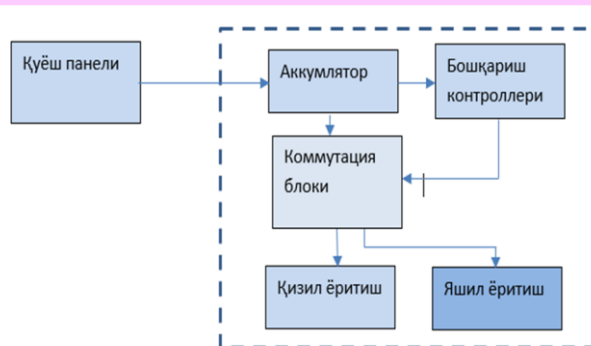 Қуёш панели
Аккумлятор
Бошқариш
контроллери
Коммутация
блоки
Қизил ёритиш
Яшил ёритиш